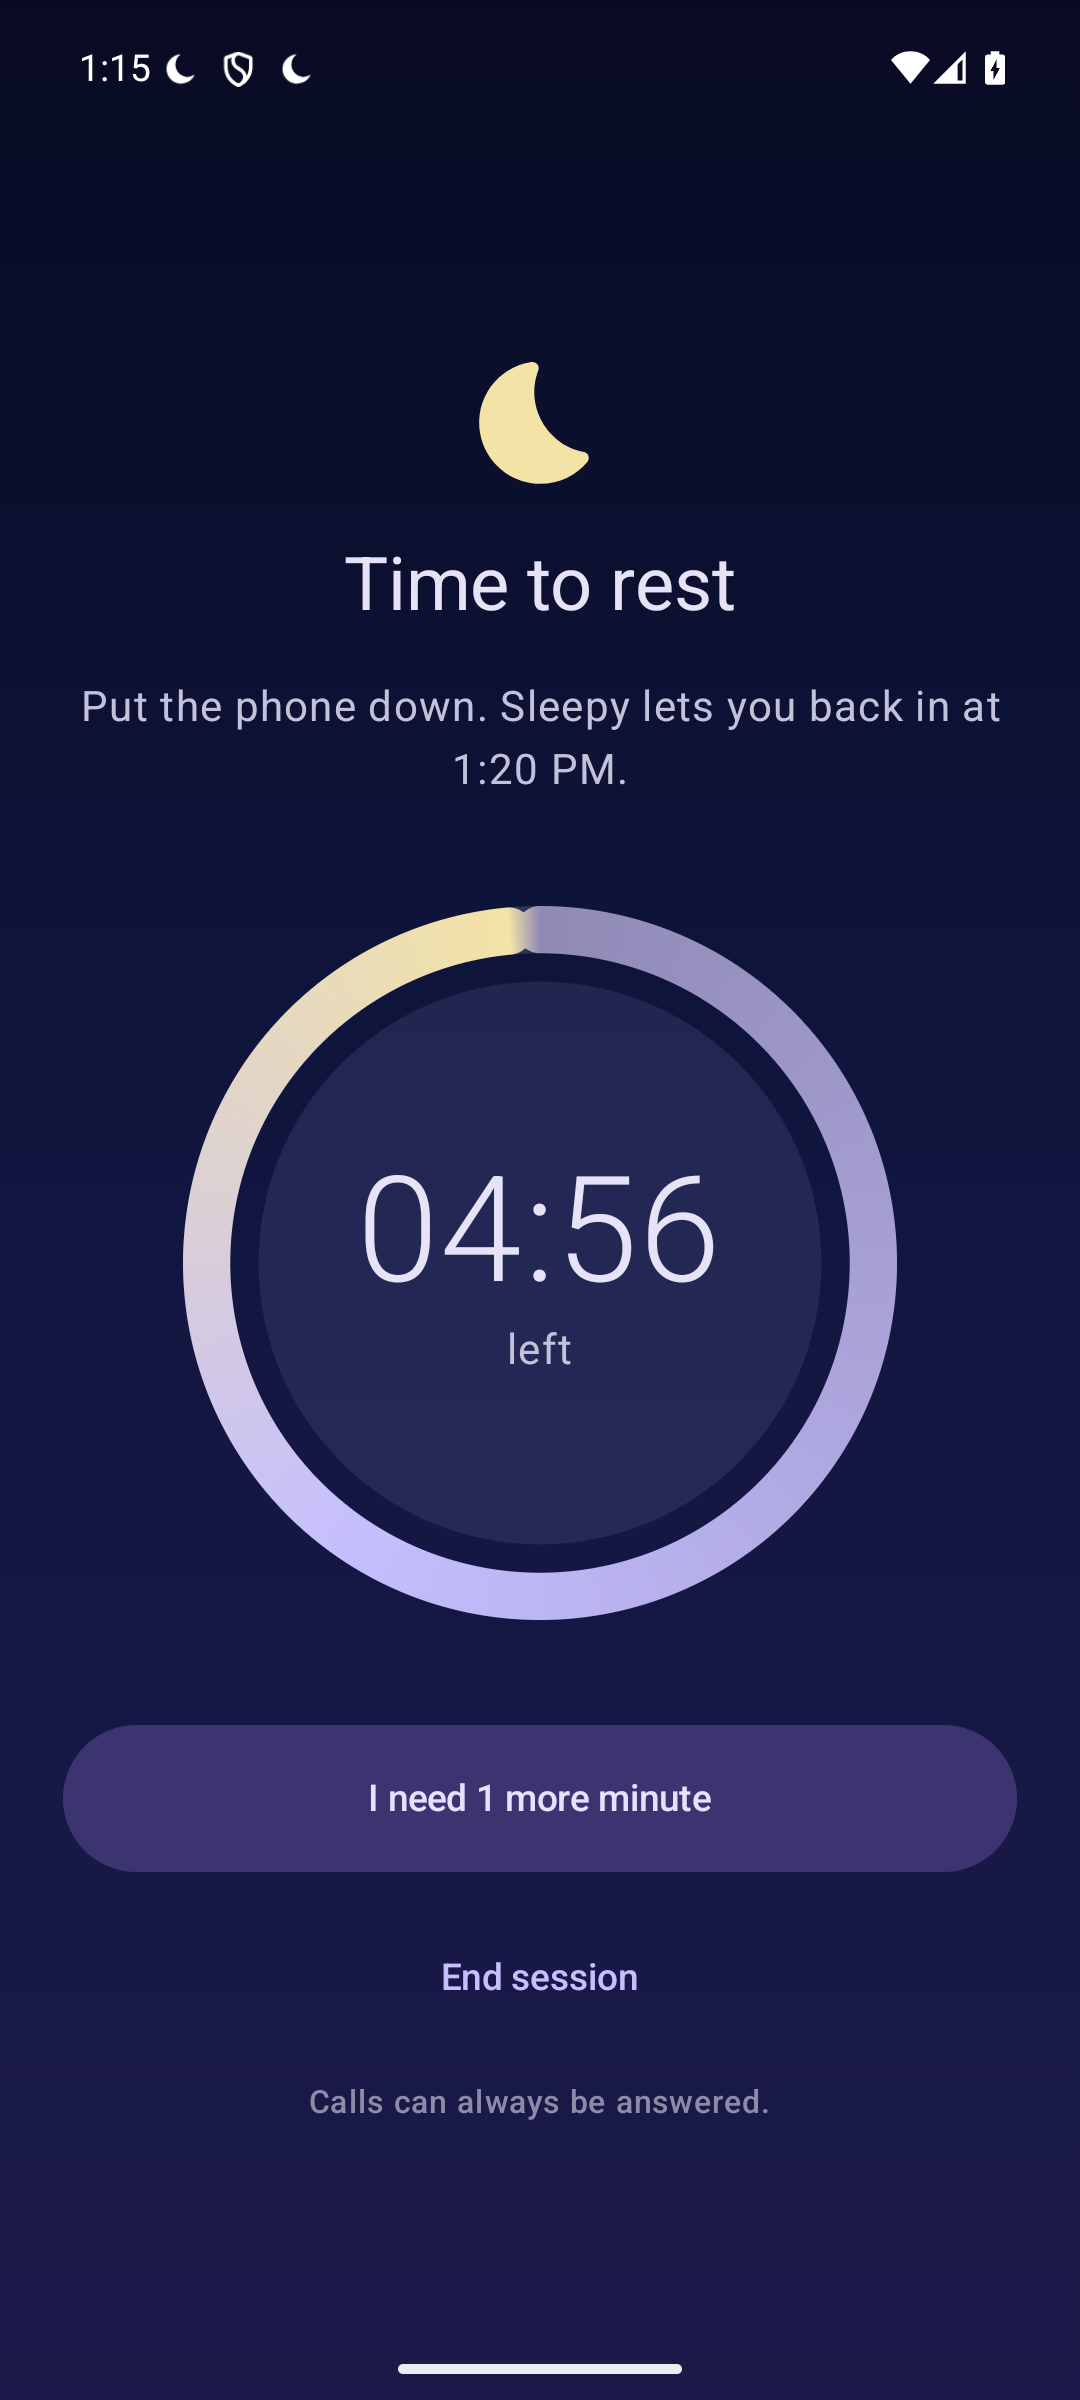 1:15
Time to rest
Put the phone down. Sleepy lets you back in at
1:20 PM.
04:56
left
I need 1 more minute
End session
Calls can always be answered.